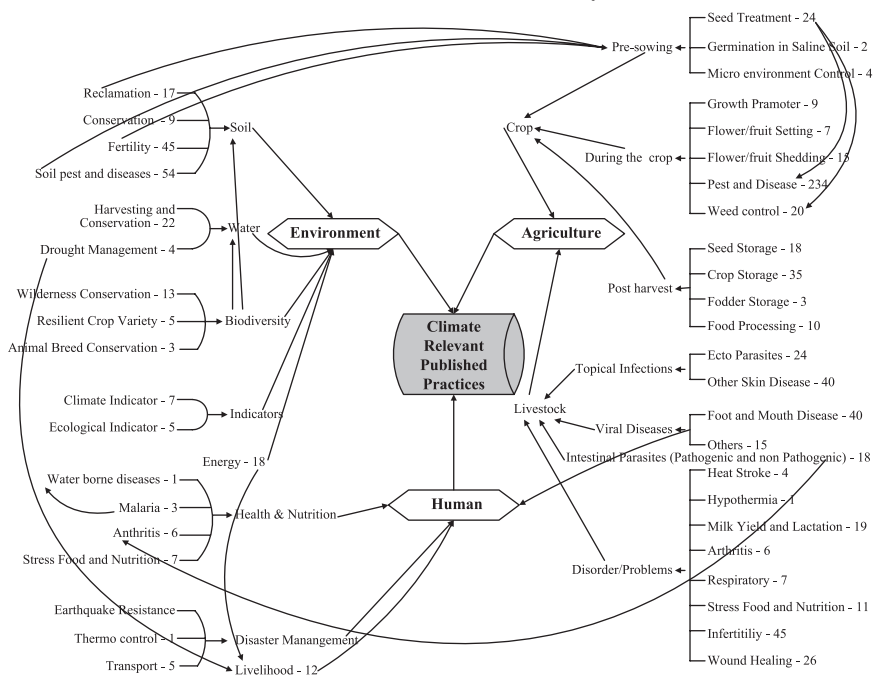 Seed Treatment - 24
Pre-sowing
Germination in Saline Soil - 2
Micro environment Control - 4
Reclamation - 17
Conservation - 9
Soil
Fertility - 45
Soil pest and diseases - 54
Growth Pramoter - 9
Crop
Flower/fruit Setting - 7
During the crop
Flower/fruit Shedding - 15
Pest and Disease - 234
Weed control - 20
Harvesting and
Conservation - 22
Water
Drought Management - 4
Environment
Agriculture
Seed Storage - 18
Crop Storage - 35
Post harvest
Fodder Storage - 3
Food Processing - 10
Wilderness Conservation - 13
Resilient Crop Variety - 5
Biodiversity
Animal Breed Conservation - 3
Climate
Relevant
Published
Practices
Ecto Parasites - 24
Topical Infections
Other Skin Disease - 40
Climate Indicator - 7
Indicators
Ecological Indicator - 5
Livestock
Foot and Mouth Disease - 40
Viral Diseases
Others - 15
Intestinal Parasites (Pathogenic and non Pathogenic) - 18
Energy - 18
Water borne diseases - 1
Malaria - 3
Health & Nutrition
Anthritis - 6
Stress Food and Nutrition - 7
Human
Heat Stroke - 4
Hypothermia - 1
Milk Yield and Lactation - 19
Arthritis - 6
Disorder/Problems
Respiratory - 7
Stress Food and Nutrition - 11
Infertitiliy - 45
Wound Healing - 26
Earthquake Resistance
Thermo control - 1
Disaster Manangement
Transport - 5
Livelihood - 12